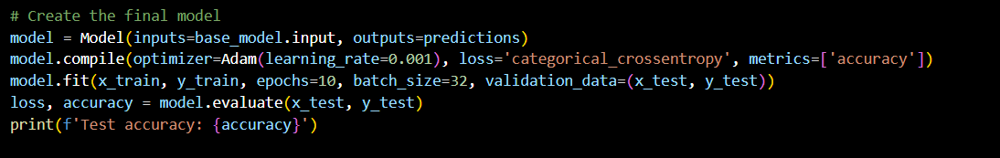 # Create the final model
model = Model(inputs=base_model.input, outputs=predictions)
model.compile(optimizer=Adam(learning_rate=0.001), loss='categorical_crossentropy', metrics=['accuracy'])
model.fit(x_train, y_train, epochs=10, batch_size=32, validation_data=(x_test, y_test))
loss, accuracy = model.evaluate(x_test, y_test)
print(f'Test accuracy: {accuracy}')